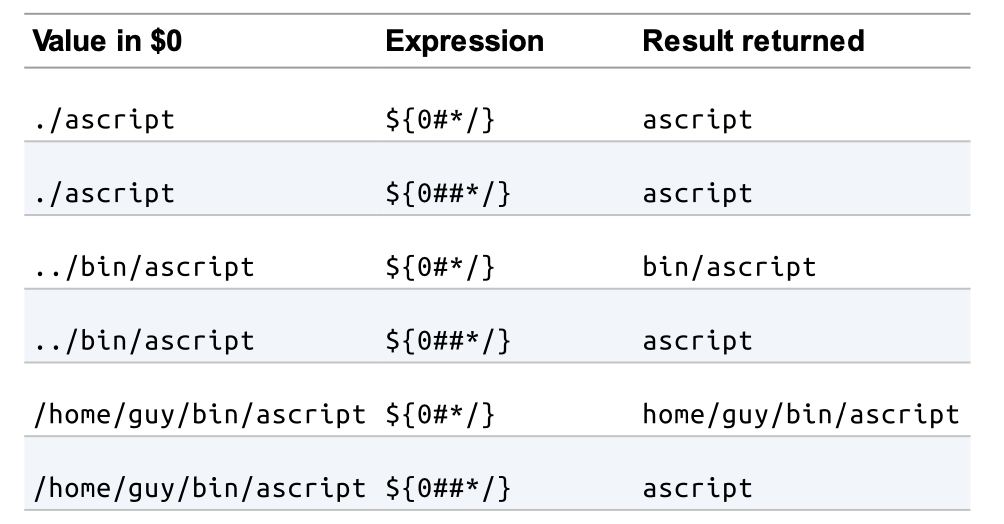 Value in $0 Expression Result returned
./ascript ${0#*/} ascript
./ascript ${0##*/} ascript
../bin/ascript ${0#*/} bin/ascript
../bin/ascript ${0##*/} ascript
/home/guy/bin/ascript ${0#*/} home/guy/bin/ascript
/home/guy/bin/ascript ${0##*/} ascript